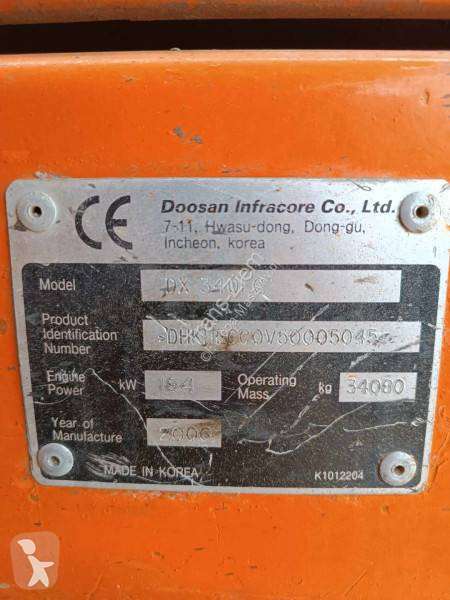 CE
Doosan Infracore Co., Ltd.
7-11, Hwasu-dong, Dong-gu,
Incheon, korea
Model DX 340LC
Product
Identification
Number
Engine
Power kW 184 Operating
Mass kg 34080
Year of
Manufacture 2006
MADE IN KOREA K1012204